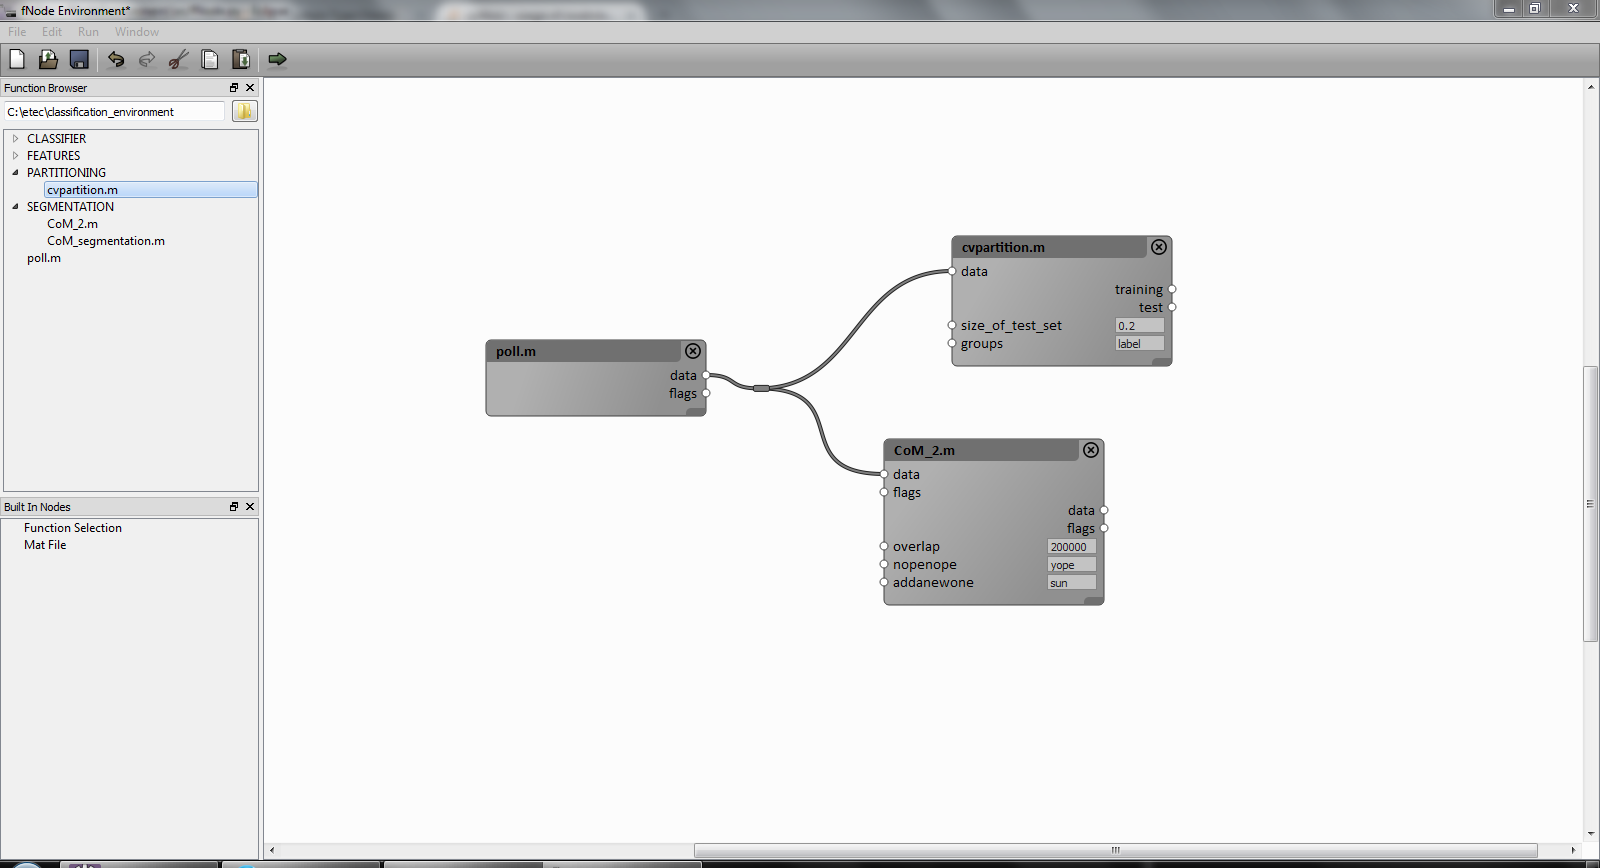 fNode Environment*
File Edit Run Window
Function Browser
C:\etec\classification_environment
CLASSIFIER
FEATURES
PARTITIONING
cvpartition.m
SEGMENTATION
CoM_2.m
CoM_segmentation.m
poll.m
Built In Nodes
Function Selection
Mat File
poll.m
data
flags
cvpartition.m
data
training
test
size_of_test_set 0.2
groups label
CoM_2.m
data
flags
data
flags
overlap 200000
nopenope yope
addanewone sun